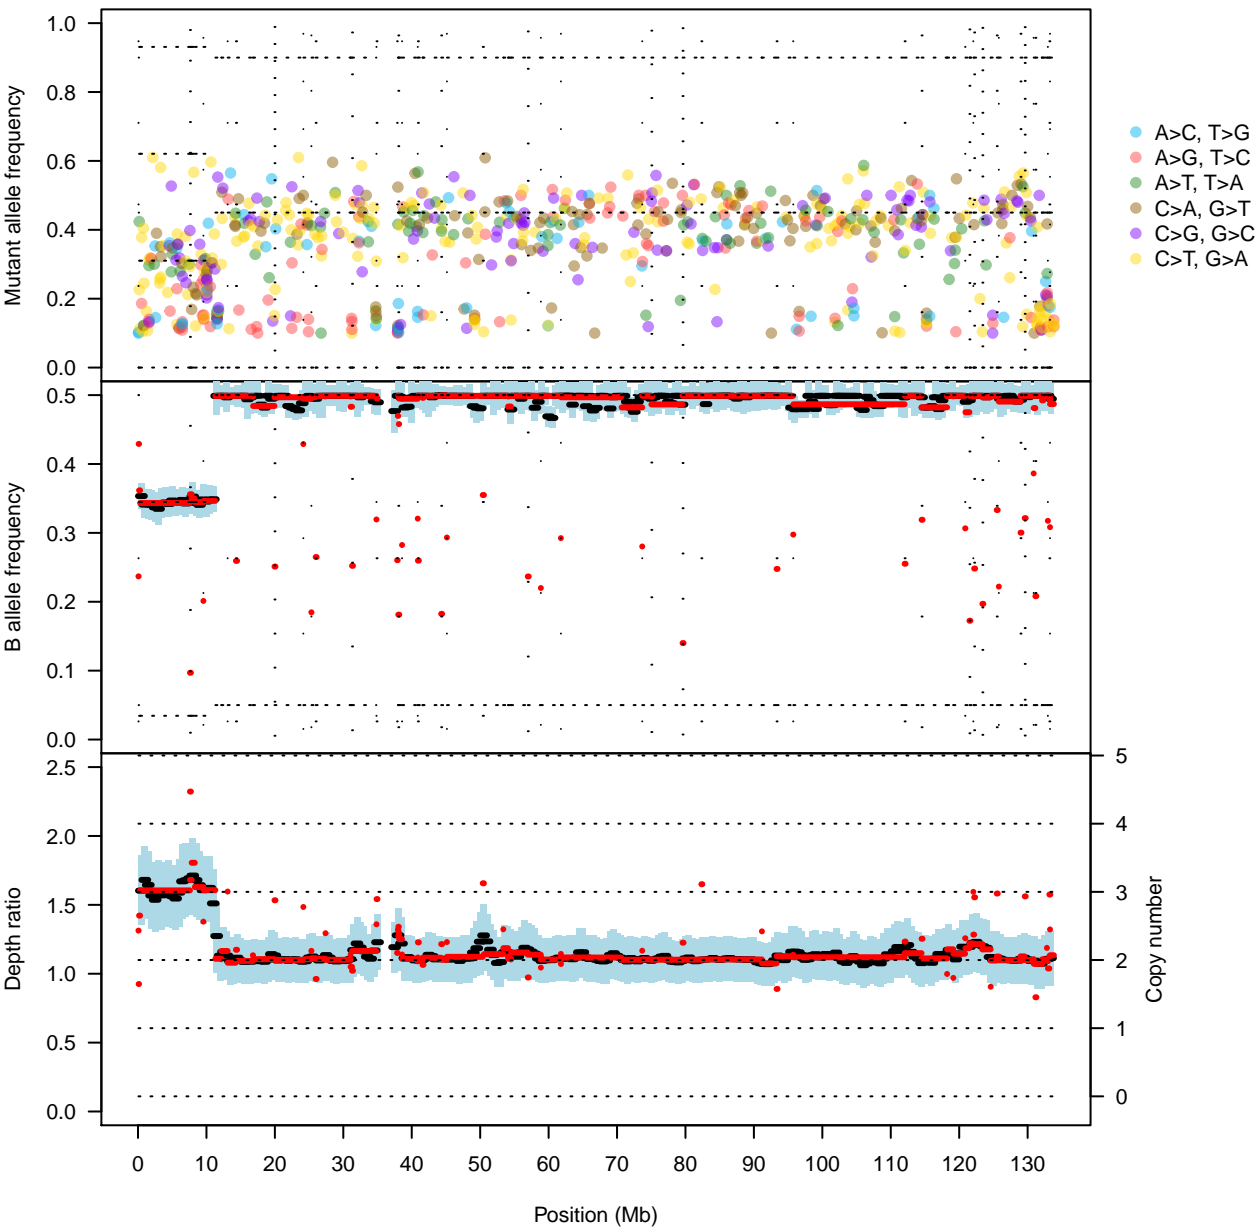 Mutant allele frequency
1.0
0.8
0.6
0.4
0.2
0.0
A>C, T>G
A>G, T>C
A>T, T>A
C>A, G>T
C>G, G>C
C>T, G>A
B allele frequency
0.5
0.4
0.3
0.2
0.1
0.0
Depth ratio
2.5
2.0
1.5
1.0
0.5
0.0
5
4
3
2
1
0
Copy number
0 10 20 30 40 50 60 70 80 90 100 110 120 130
Position (Mb)